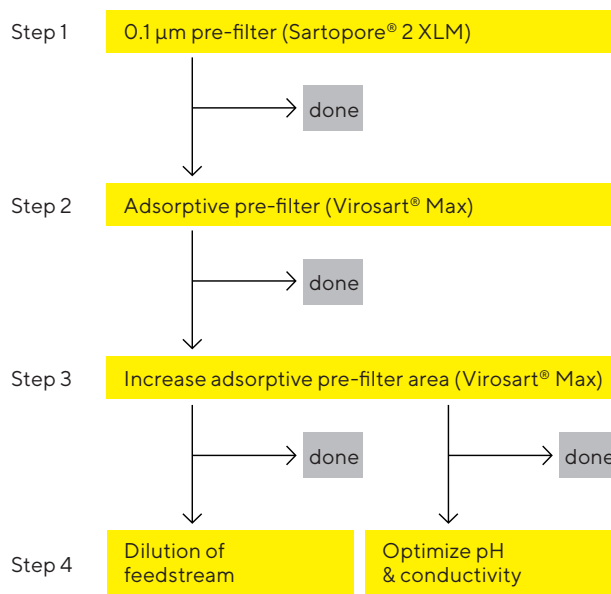 Step 1
0.1 µm pre-filter (Sartopore® 2 XLM)
done
Step 2
Adsorptive pre-filter (Virosart® Max)
done
Step 3
Increase adsorptive pre-filter area (Virosart® Max)
done
done
Step 4
Dilution of
feedstream
Optimize pH
& conductivity